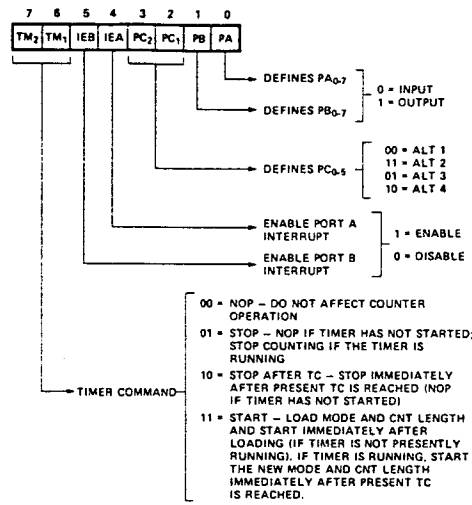 7 6 5 4 3 2 1 0
TM2 TM1 IEB IEA PC2 PC1 PB PA
DEFINES PA0-7
0 = INPUT
1 = OUTPUT
DEFINES PB0-7
DEFINES PC0-5
00 = ALT 1
11 = ALT 2
01 = ALT 3
10 = ALT 4
ENABLE PORT A
INTERRUPT
1 = ENABLE
0 = DISABLE
ENABLE PORT B
INTERRUPT
TIMER COMMAND
00 = NOP – DO NOT AFFECT COUNTER
OPERATION
01 = STOP – NOP IF TIMER HAS NOT STARTED;
STOP COUNTING IF THE TIMER IS
RUNNING
10 = STOP AFTER TC – STOP IMMEDIATELY
AFTER PRESENT TC IS REACHED (NOP
IF TIMER HAS NOT STARTED)
11 = START – LOAD MODE AND CNT LENGTH
AND START IMMEDIATELY AFTER
LOADING (IF TIMER IS NOT PRESENTLY
RUNNING). IF TIMER IS RUNNING, START
THE NEW MODE AND CNT LENGTH
IMMEDIATELY AFTER PRESENT TC
IS REACHED.